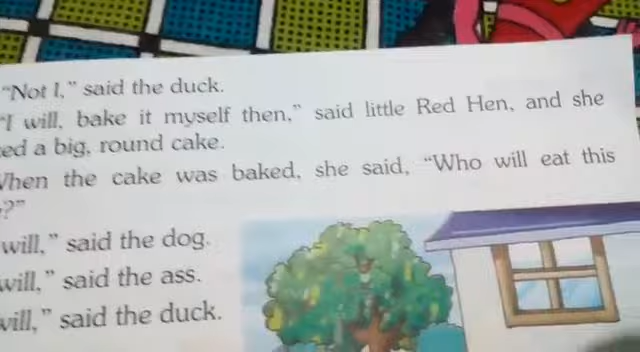 "Not I," said the duck.
"I will, bake it myself then," said little Red Hen, and she
ed a big, round cake.
When the cake was baked, she said, "Who will eat this
?"
will," said the dog.
will," said the ass.
will," said the duck.